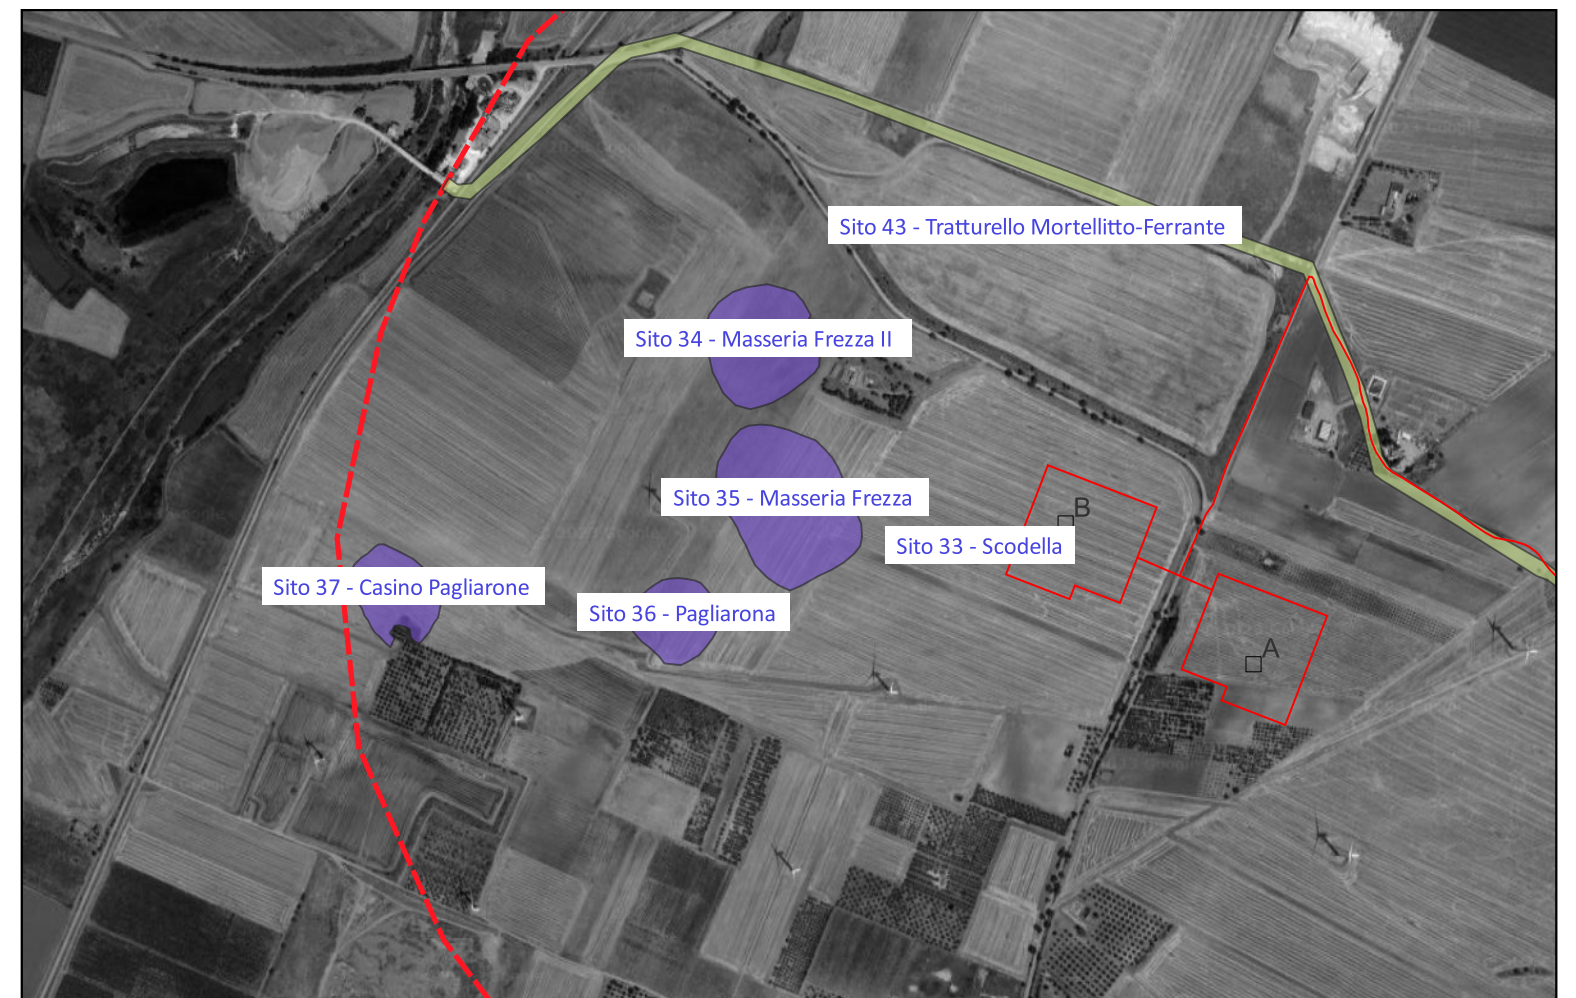 Sito 43 - Tratturello Mortellitto-Ferrante
Sito 34 - Masseria Frezza II
Sito 35 - Masseria Frezza
B
Sito 33 - Scodella
Sito 37 - Casino Pagliarone
Sito 36 - Pagliarona
A